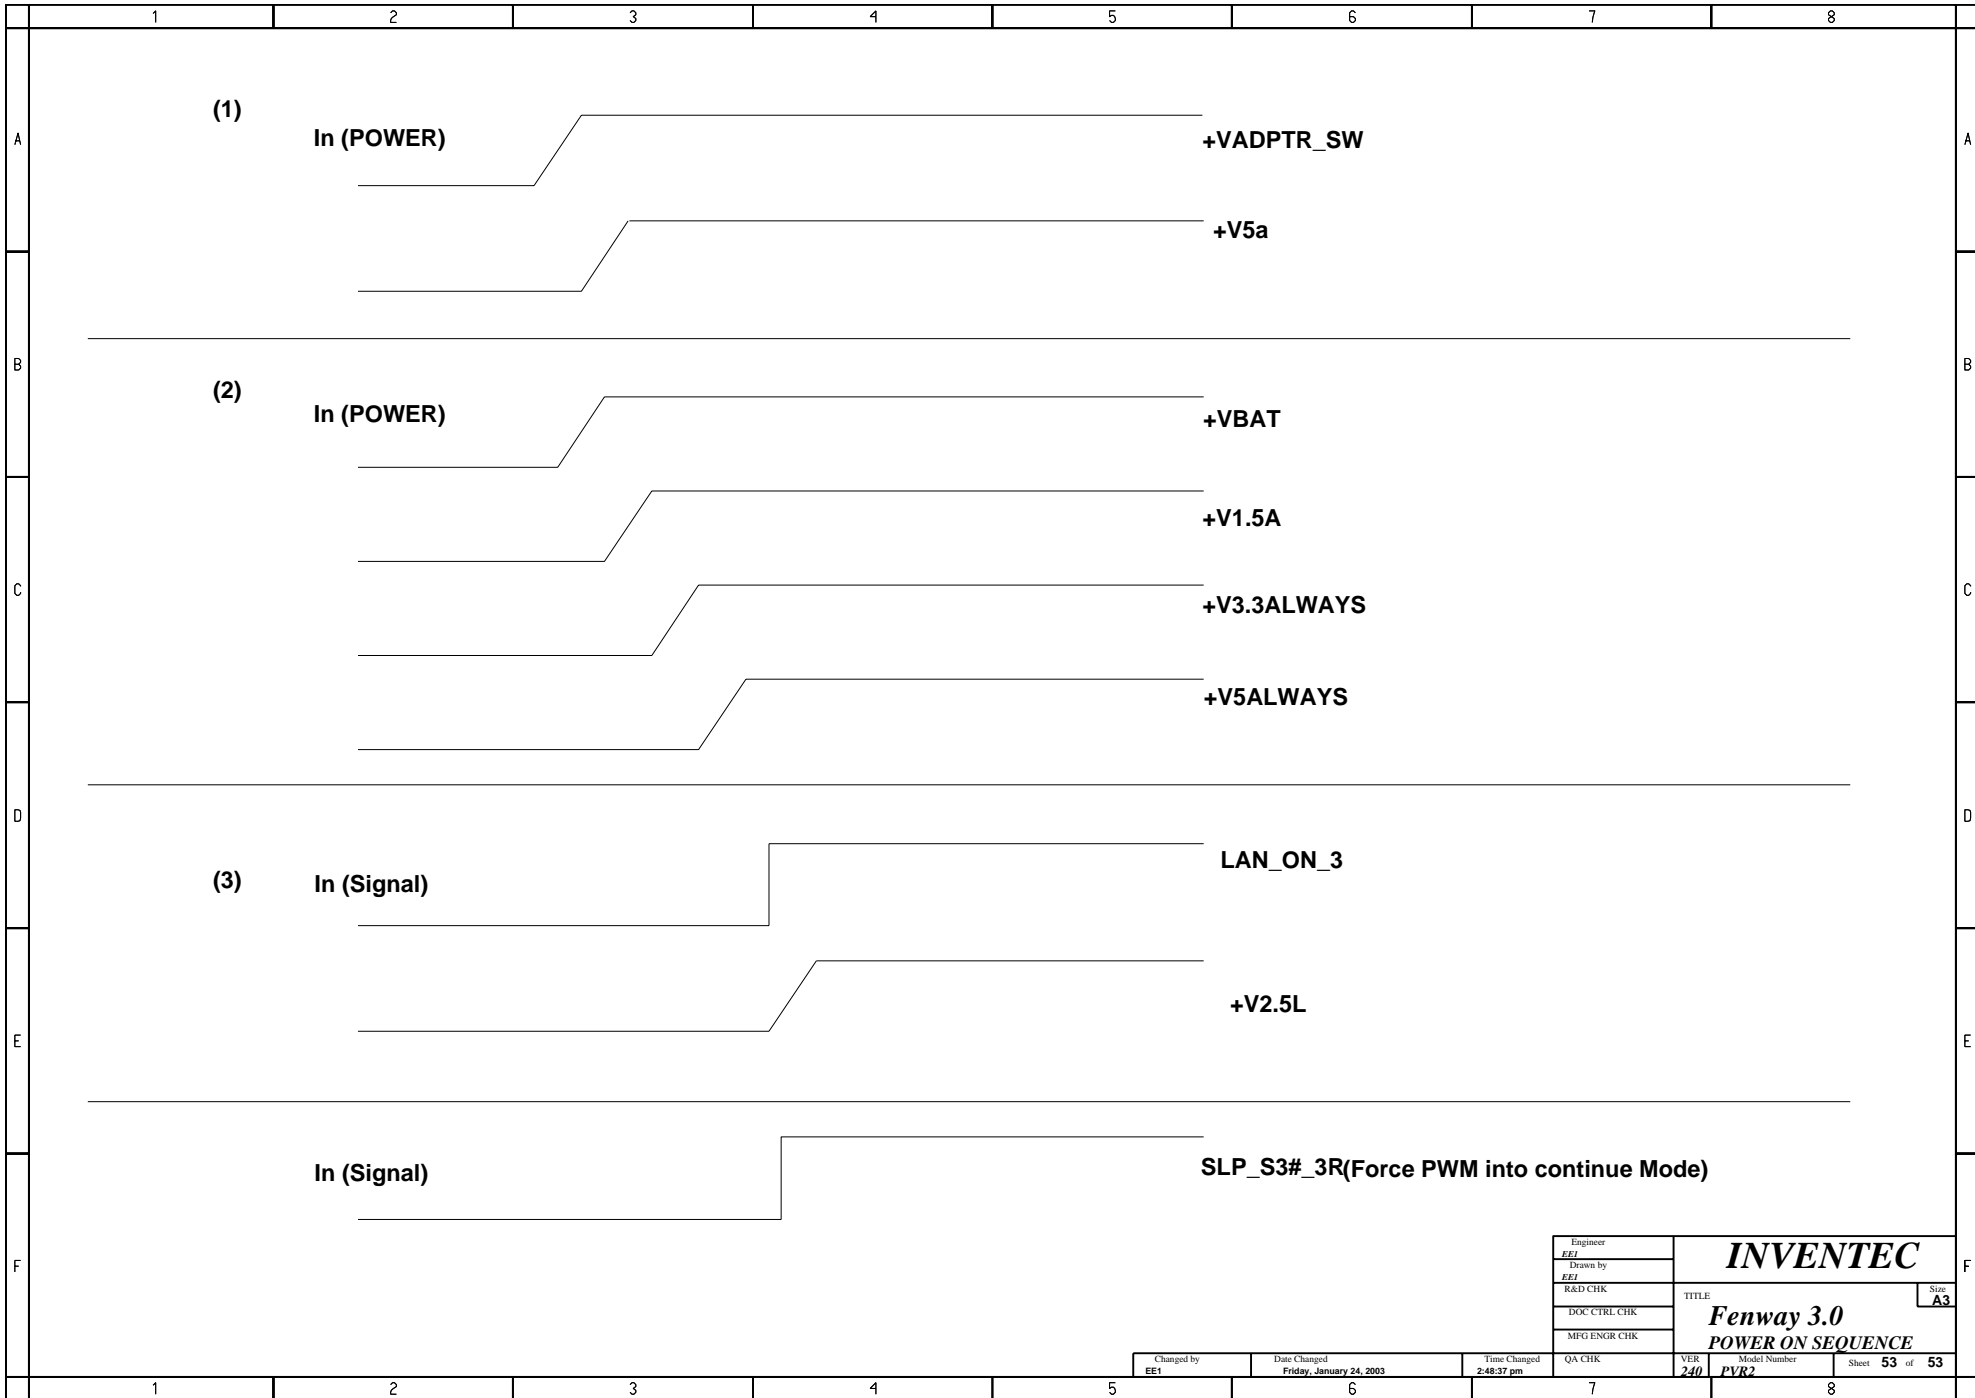 1 2 3 4 5 6 7 8
(1)
In (POWER)
+VADPTR_SW
A A
+V5a
B B
(2)
In (POWER)
+VBAT
+V1.5A
C C
+V3.3ALWAYS
+V5ALWAYS
D D
(3)
In (Signal)
LAN_ON_3
+V2.5L
E E
In (Signal)
SLP_S3#_3R(Force PWM into continue Mode)
F F
Engineer
EE1
Drawn by
EE1
R&D CHK
DOC CTRL CHK
MFG ENGR CHK
QA CHK
INVENTEC
TITLE
Size
A3
Fenway 3.0
POWER ON SEQUENCE
Changed by
EE1
Date Changed
Friday, January 24, 2003
Time Changed
2:48:37 pm
VER
240
Model Number
PVR2
Sheet 53 of 53
1 2 3 4 5 6 7 8